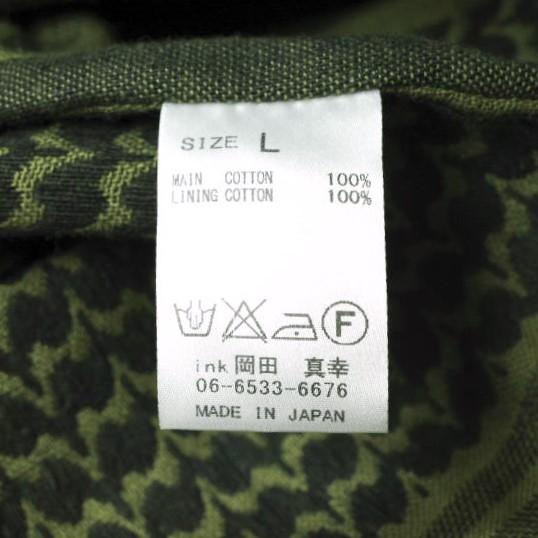 SIZE L
MAIN COTTON 100%
LINING COTTON 100%
F
ink 岡田 真幸
06-6533-6676
MADE IN JAPAN